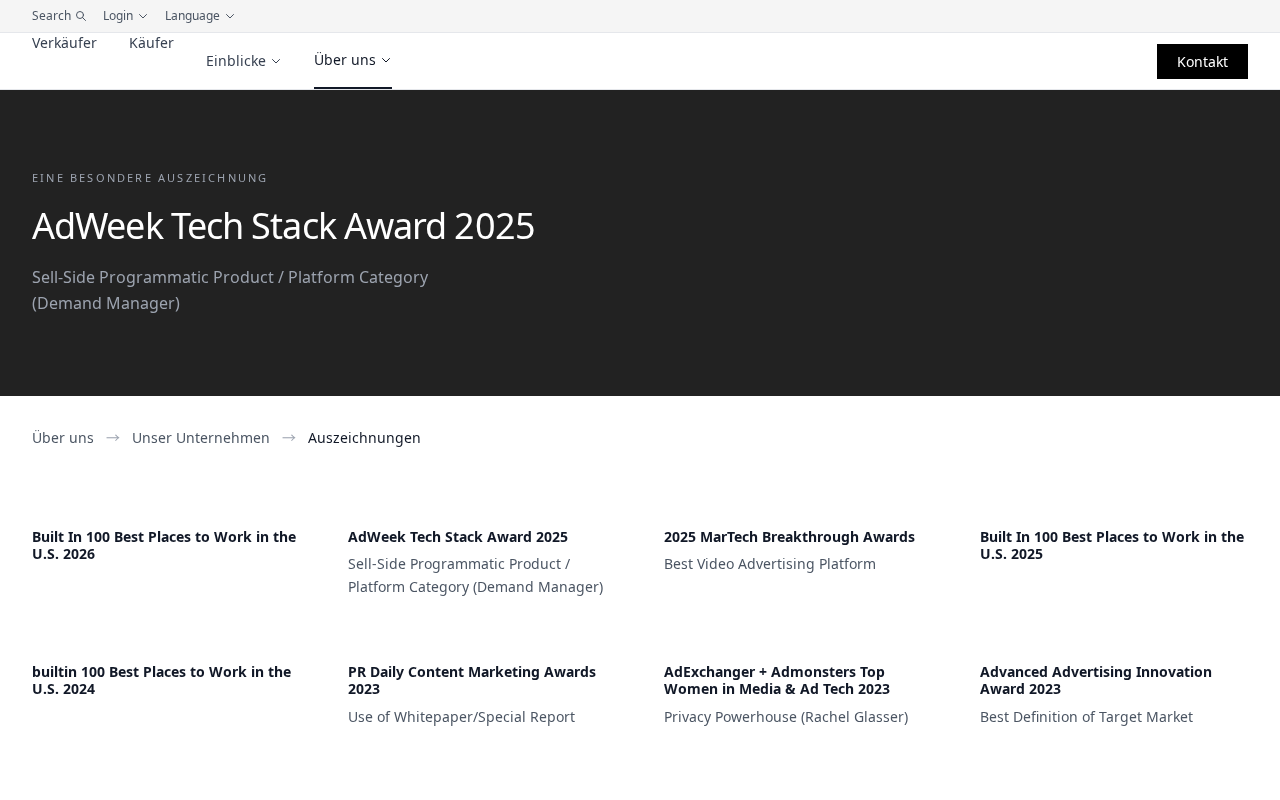 Search
Login
Language
Verkäufer
Käufer
Einblicke
Über uns
Kontakt
EINE BESONDERE AUSZEICHNUNG
AdWeek Tech Stack Award 2025
Sell-Side Programmatic Product / Platform Category
(Demand Manager)
Über uns → Unser Unternehmen → Auszeichnungen
Built In 100 Best Places to Work in the
U.S. 2026
AdWeek Tech Stack Award 2025
Sell-Side Programmatic Product /
Platform Category (Demand Manager)
2025 MarTech Breakthrough Awards
Best Video Advertising Platform
Built In 100 Best Places to Work in the
U.S. 2025
builtin 100 Best Places to Work in the
U.S. 2024
PR Daily Content Marketing Awards
2023
Use of Whitepaper/Special Report
AdExchanger + Admonsters Top
Women in Media & Ad Tech 2023
Privacy Powerhouse (Rachel Glasser)
Advanced Advertising Innovation
Award 2023
Best Definition of Target Market